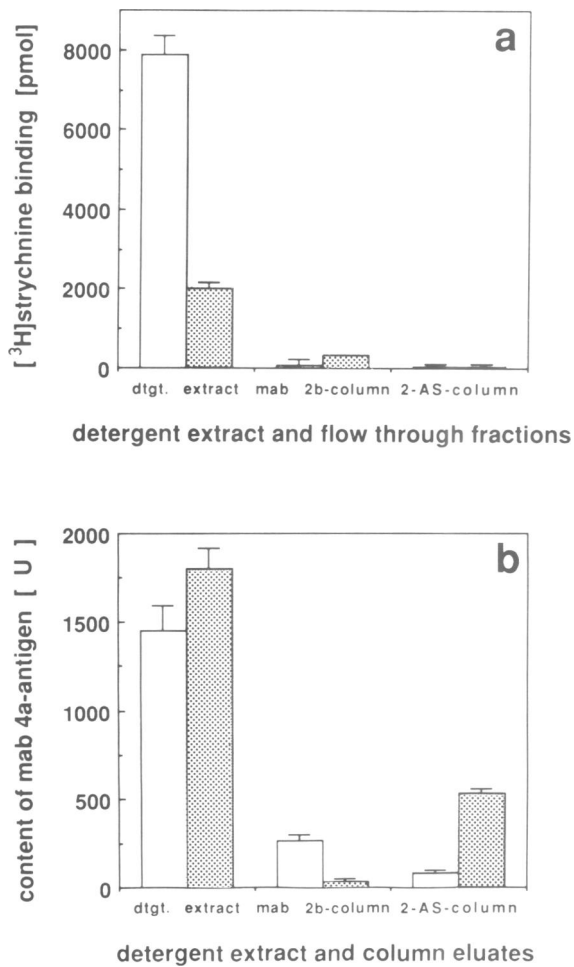 a
[³H]strychnine binding [pmol]
8000
6000
4000
2000
0
dtgt. extract mab 2b-column 2-AS-column
detergent extract and flow through fractions
b
content of mab 4a-antigen [ U ]
2000
1500
1000
500
0
dtgt. extract mab 2b-column 2-AS-column
detergent extract and column eluates